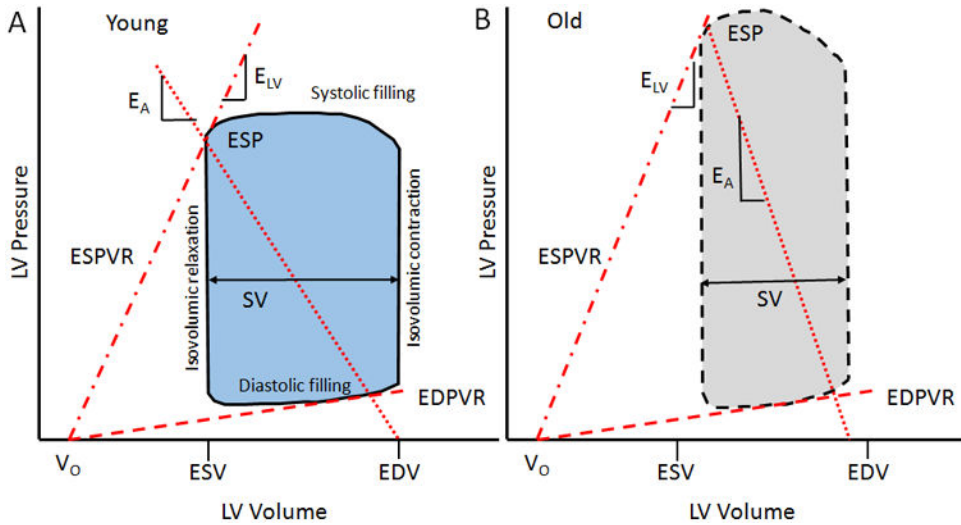 A
Young
E_A
E_LV
Systolic filling
ESP
LV Pressure
ESPVR
Isovolumic relaxation
Isovolumic contraction
SV
Diastolic filling
EDPVR
V_O
ESV
EDV
LV Volume
B
Old
ESP
E_LV
E_A
LV Pressure
ESPVR
SV
EDPVR
V_O
ESV
EDV
LV Volume